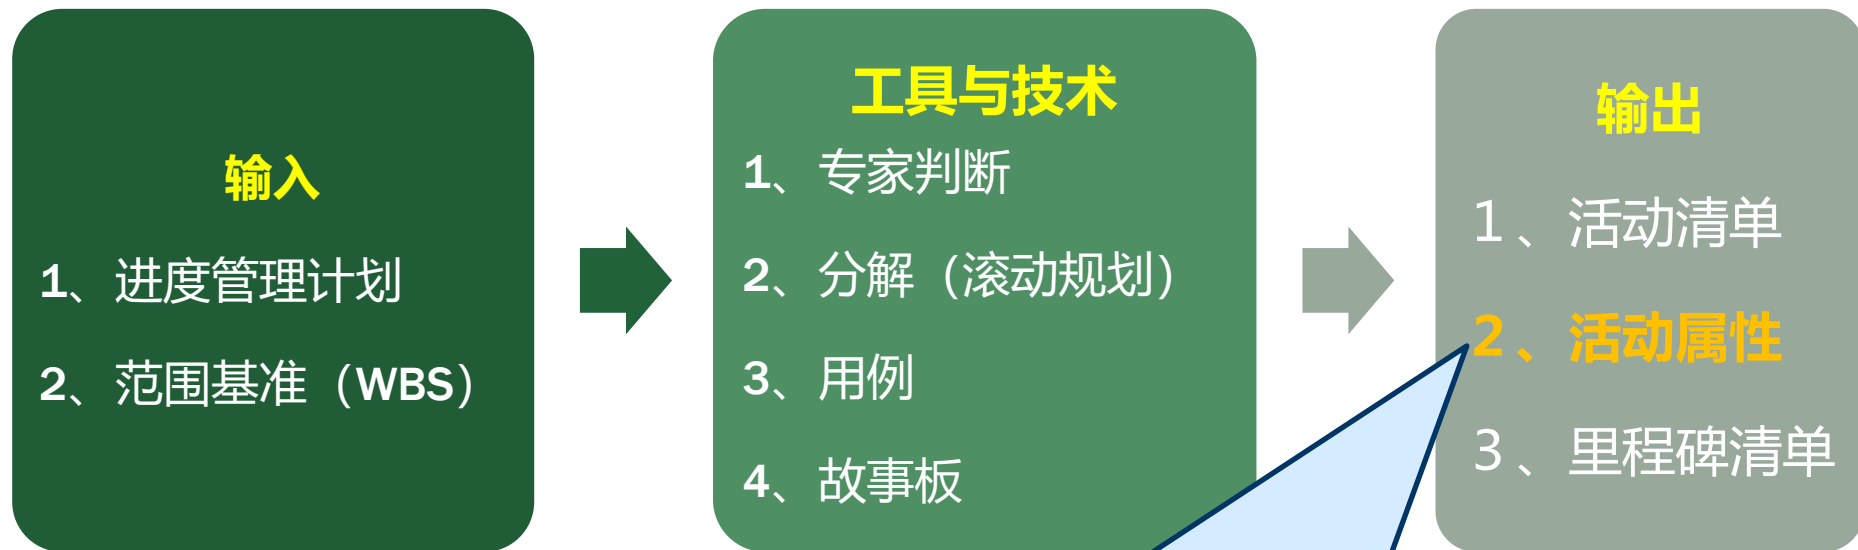 输入
1、进度管理计划
2、范围基准（WBS）
工具与技术
1、专家判断
2、分解（滚动规划）
3、用例
4、故事板
输出
1、活动清单
2、活动属性
3、里程碑清单